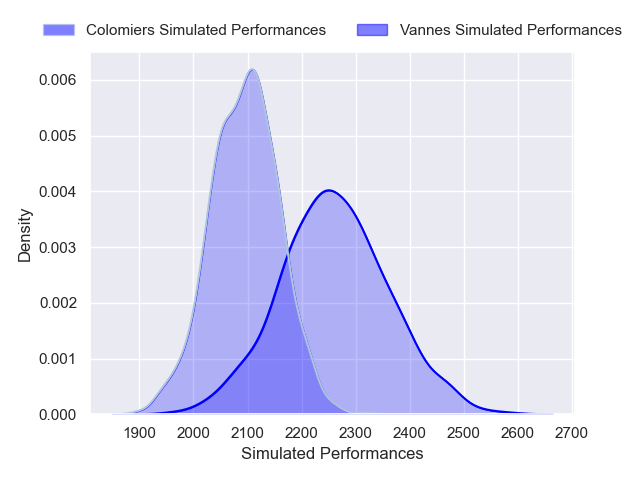 Colomiers Simulated Performances Vannes Simulated Performances
0.006
0.005
0.004
0.003
0.002
0.001
0.000
Density
1900 2000 2100 2200 2300 2400 2500 2600 2700
Simulated Performances